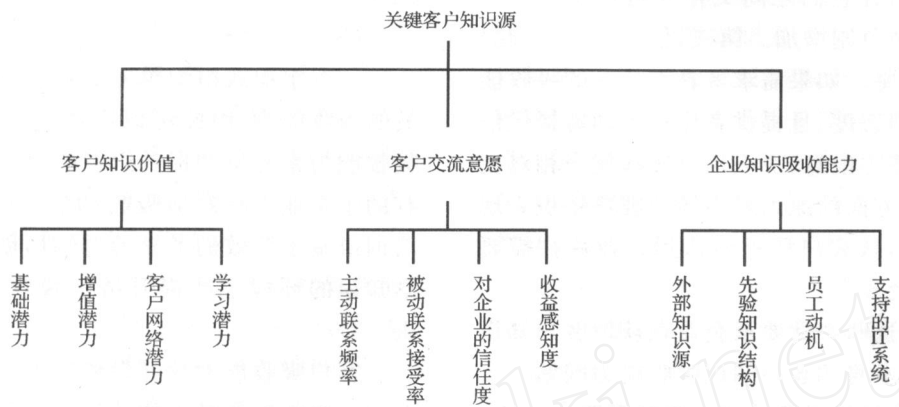 关键客户知识源
客户知识价值
客户交流意愿
企业知识吸收能力
基础潜力
增值潜力
客户网络潜力
学习潜力
主动联系频率
被动联系接受率
对企业的信任度
收益感知度
外部知识源
先验知识结构
员工动机
支持的IT系统